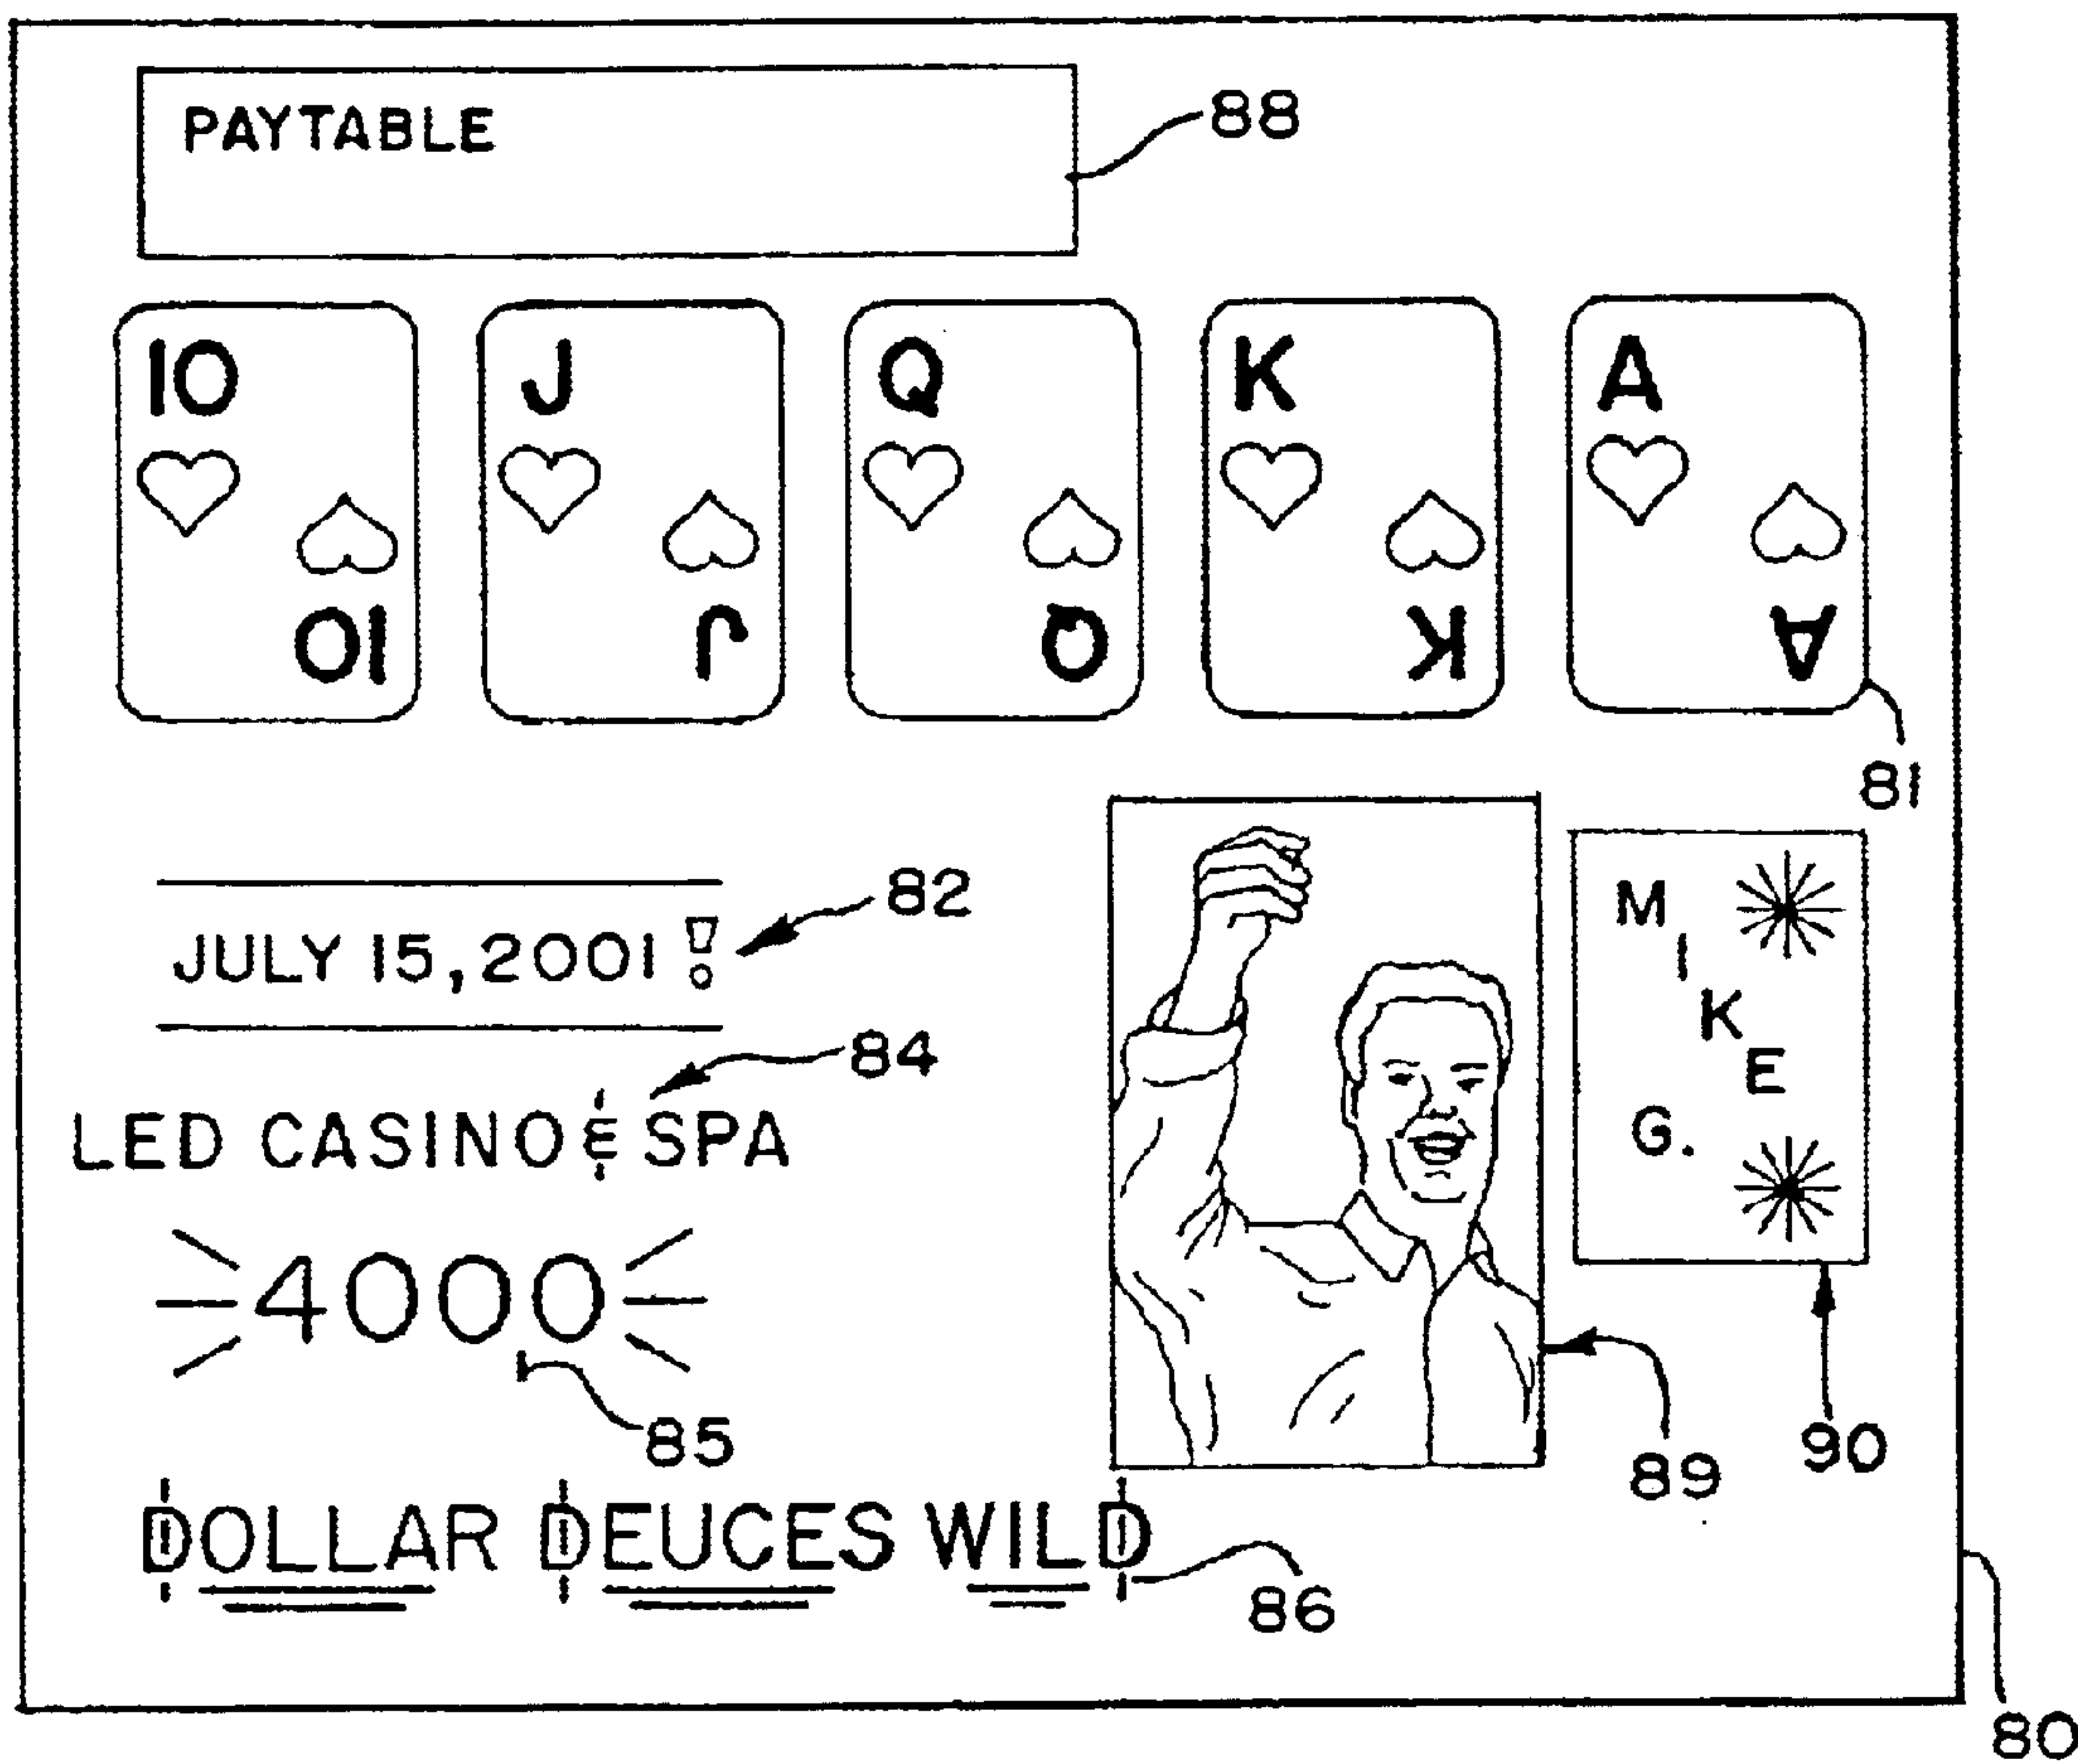 PAYTABLE
88
10 J Q K A
10 J Q K A
81
JULY 15, 2001!
82
84
LED CASINO & SPA
4000
85
DOLLAR DEUCES WILD
86
MIKE
G.
89
90
80